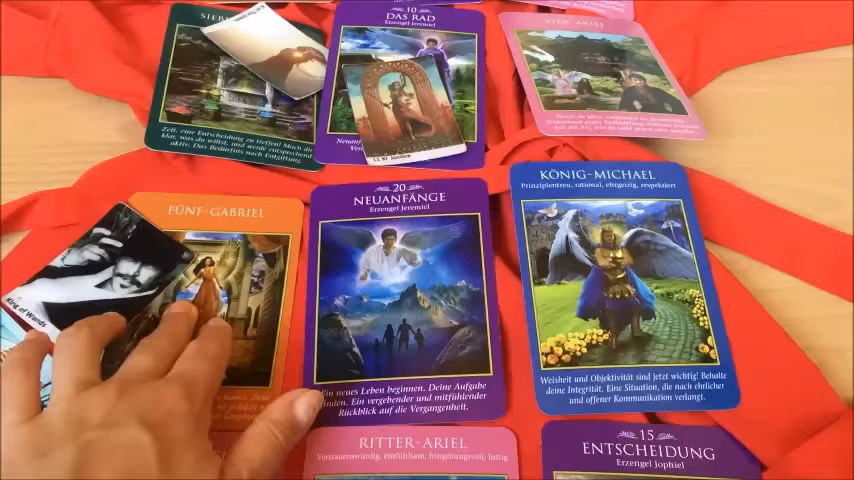 10
DAS RAD
Erzengel Jeremiel
VIER-ARIEL
Zeit, eine Entscheidung zu treffen! Mach dir
klar, was du willst, und werde entsprechend
aktiv. Das Bedürfnis nach Entgiftung.
XI Justice
KÖNIG-MICHAEL
Prinzipientreu, rational, ehrgeizig, respektiert
20
NEUANFÄNGE
Erzengel Jeremiel
FÜNF-GABRIEL
King of Wands
Weisheit und Objektivität sind jetzt wichtig! Behalte
deine Integrität. Eine Situation, die nach ehrlicher
und offener Kommunikation verlangt.
Ein neues Leben beginnen. Deine Aufgabe
finden. Ein vergebender und mitfühlender
Rückblick auf die Vergangenheit.
RITTER-ARIEL
Vertrauenswürdig, einfühlsam, hingebungsvoll, lustig
15
ENTSCHEIDUNG
Erzengel Jophiel